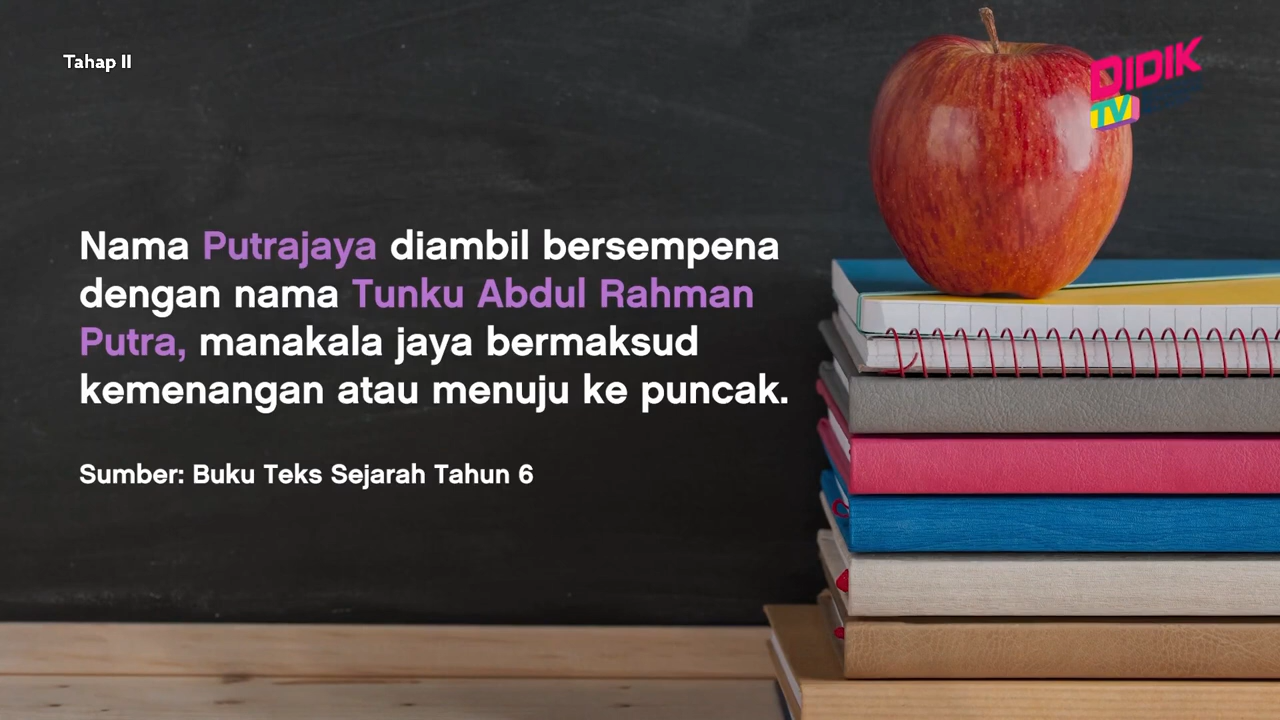 Tahap II
DIDIK
TV
Nama Putrajaya diambil bersempena
dengan nama Tunku Abdul Rahman
Putra, manakala jaya bermaksud
kemenangan atau menuju ke puncak.
Sumber: Buku Teks Sejarah Tahun 6